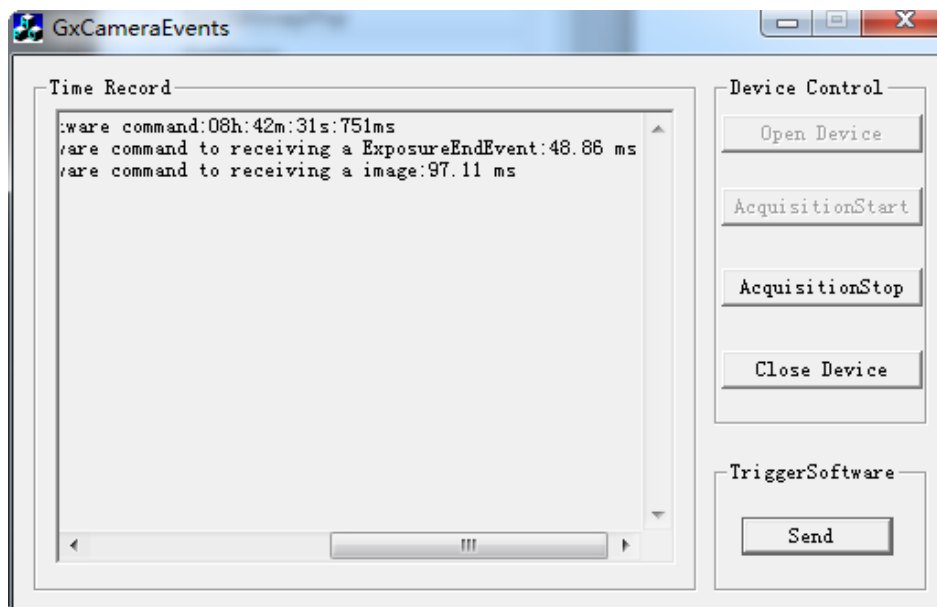 GxCameraEvents
Time Record
ware command:08h:42m:31s:751ms
are command to receiving a ExposureEndEvent:48.86 ms
are command to receiving a image:97.11 ms
Device Control
Open Device
AcquisitionStart
AcquisitionStop
Close Device
TriggerSoftware
Send